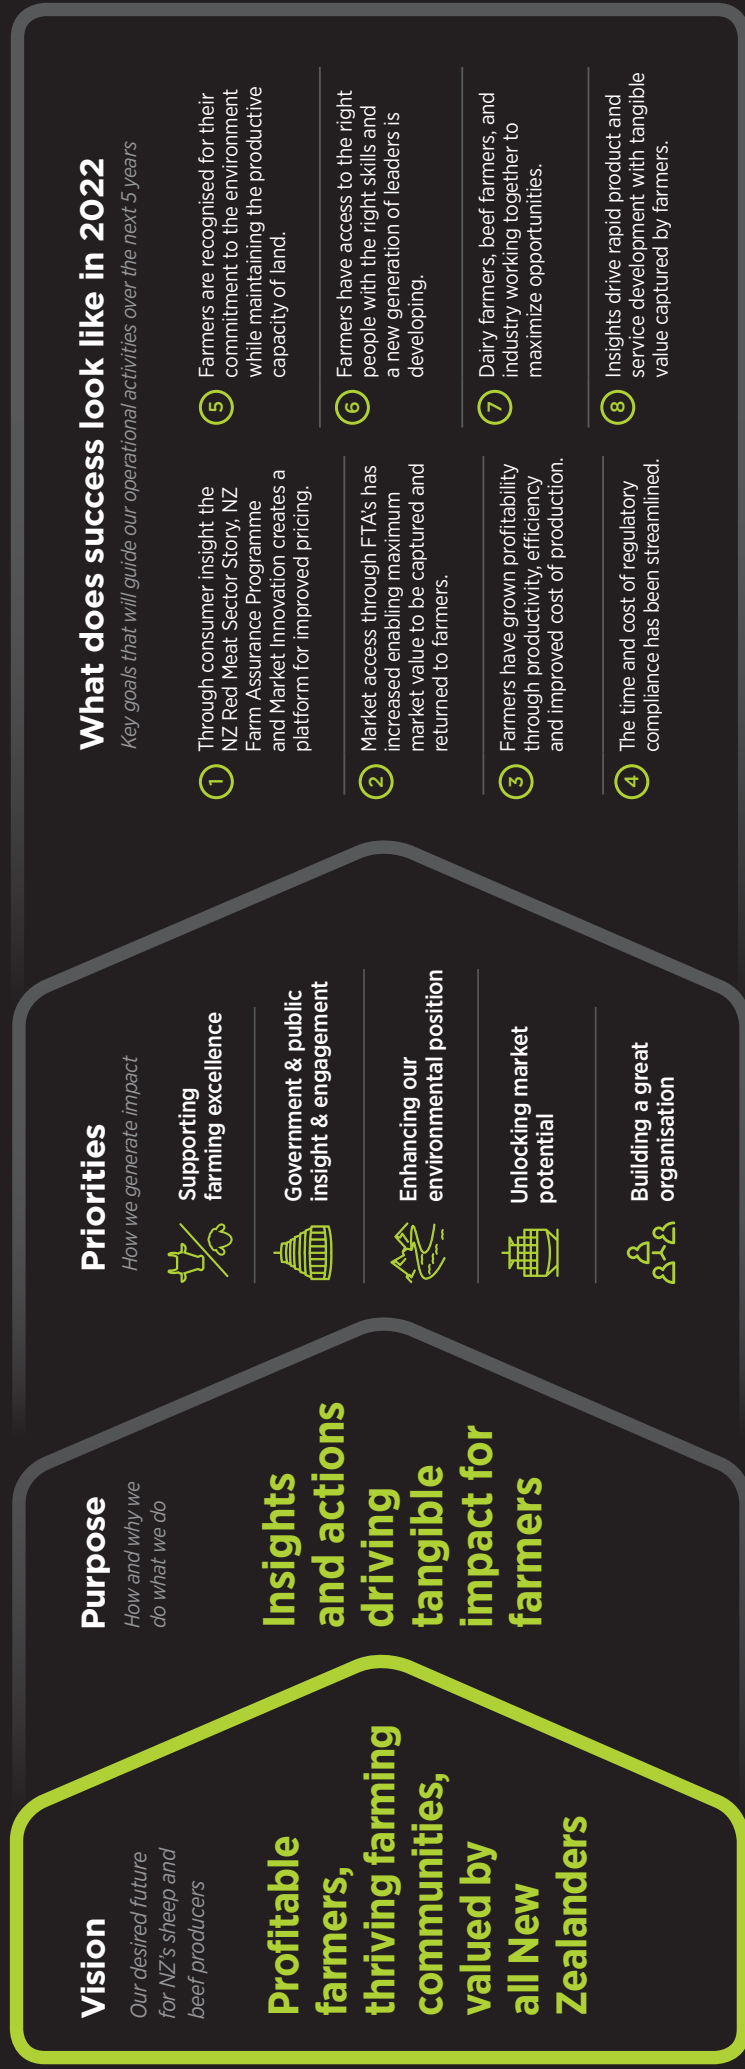 Vision
Our desired future
for NZ's sheep and
beef producers
Profitable
farmers,
thriving farming
communities,
valued by
all New
Zealanders
Purpose
How and why we
do what we do
Insights
and actions
driving
tangible
impact for
farmers
Priorities
How we generate impact
Supporting
farming excellence
Government & public
insight & engagement
Enhancing our
environmental position
Unlocking market
potential
Building a great
organisation
What does success look like in 2022
Key goals that will guide our operational activities over the next 5 years
1 Through consumer insight the
NZ Red Meat Sector Story, NZ
Farm Assurance Programme
and Market Innovation creates a
platform for improved pricing.
2 Market access through FTA's has
increased enabling maximum
market value to be captured and
returned to farmers.
3 Farmers have grown profitability
through productivity, efficiency
and improved cost of production.
4 The time and cost of regulatory
compliance has been streamlined.
5 Farmers are recognised for their
commitment to the environment
while maintaining the productive
capacity of land.
6 Farmers have access to the right
people with the right skills and
a new generation of leaders is
developing.
7 Dairy farmers, beef farmers, and
industry working together to
maximize opportunities.
8 Insights drive rapid product and
service development with tangible
value captured by farmers.